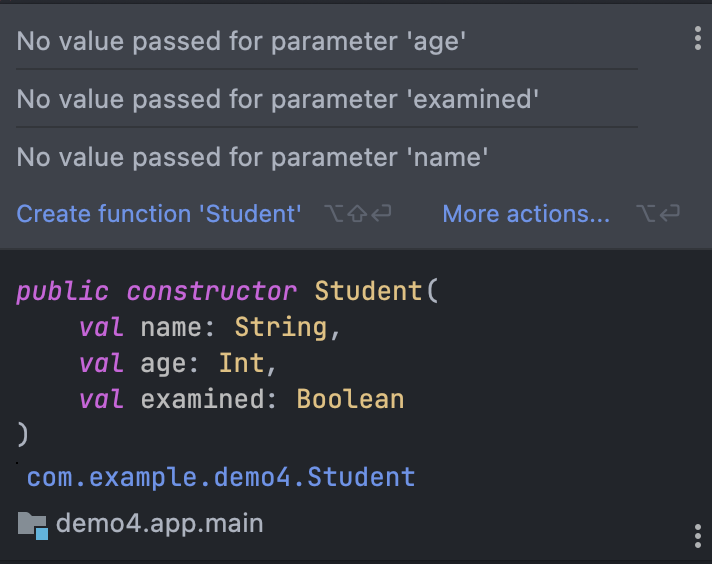 No value passed for parameter 'age'
No value passed for parameter 'examined'
No value passed for parameter 'name'
Create function 'Student' ⌥⇧⏎ More actions... ⌥⏎
public constructor Student(
    val name: String,
    val age: Int,
    val examined: Boolean
)
com.example.demo4.Student
demo4.app.main